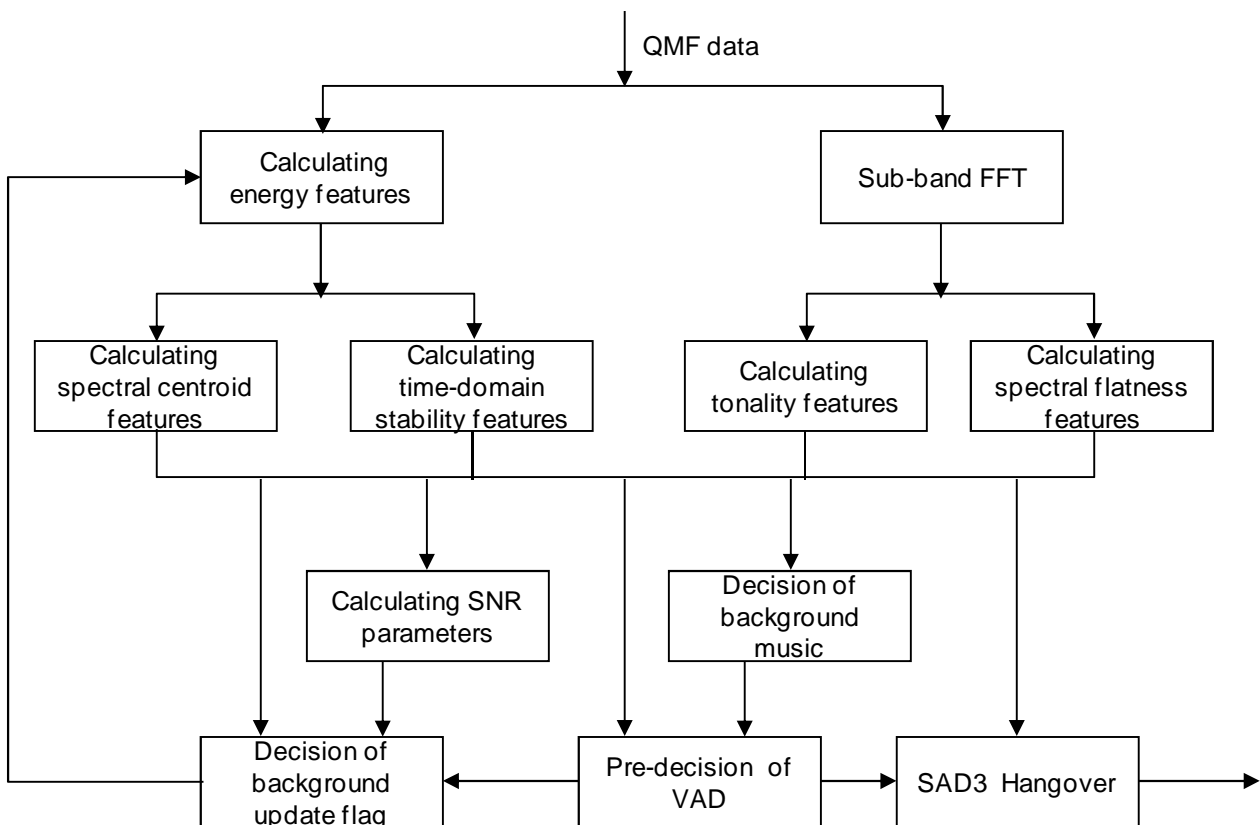 QMF data
Calculating
energy features
Sub-band FFT
Calculating
spectral centroid
features
Calculating
time-domain
stability features
Calculating
tonality features
Calculating
spectral flatness
features
Calculating SNR
parameters
Decision of
background
music
Decision of
background
update flag
Pre-decision of
VAD
SAD3 Hangover